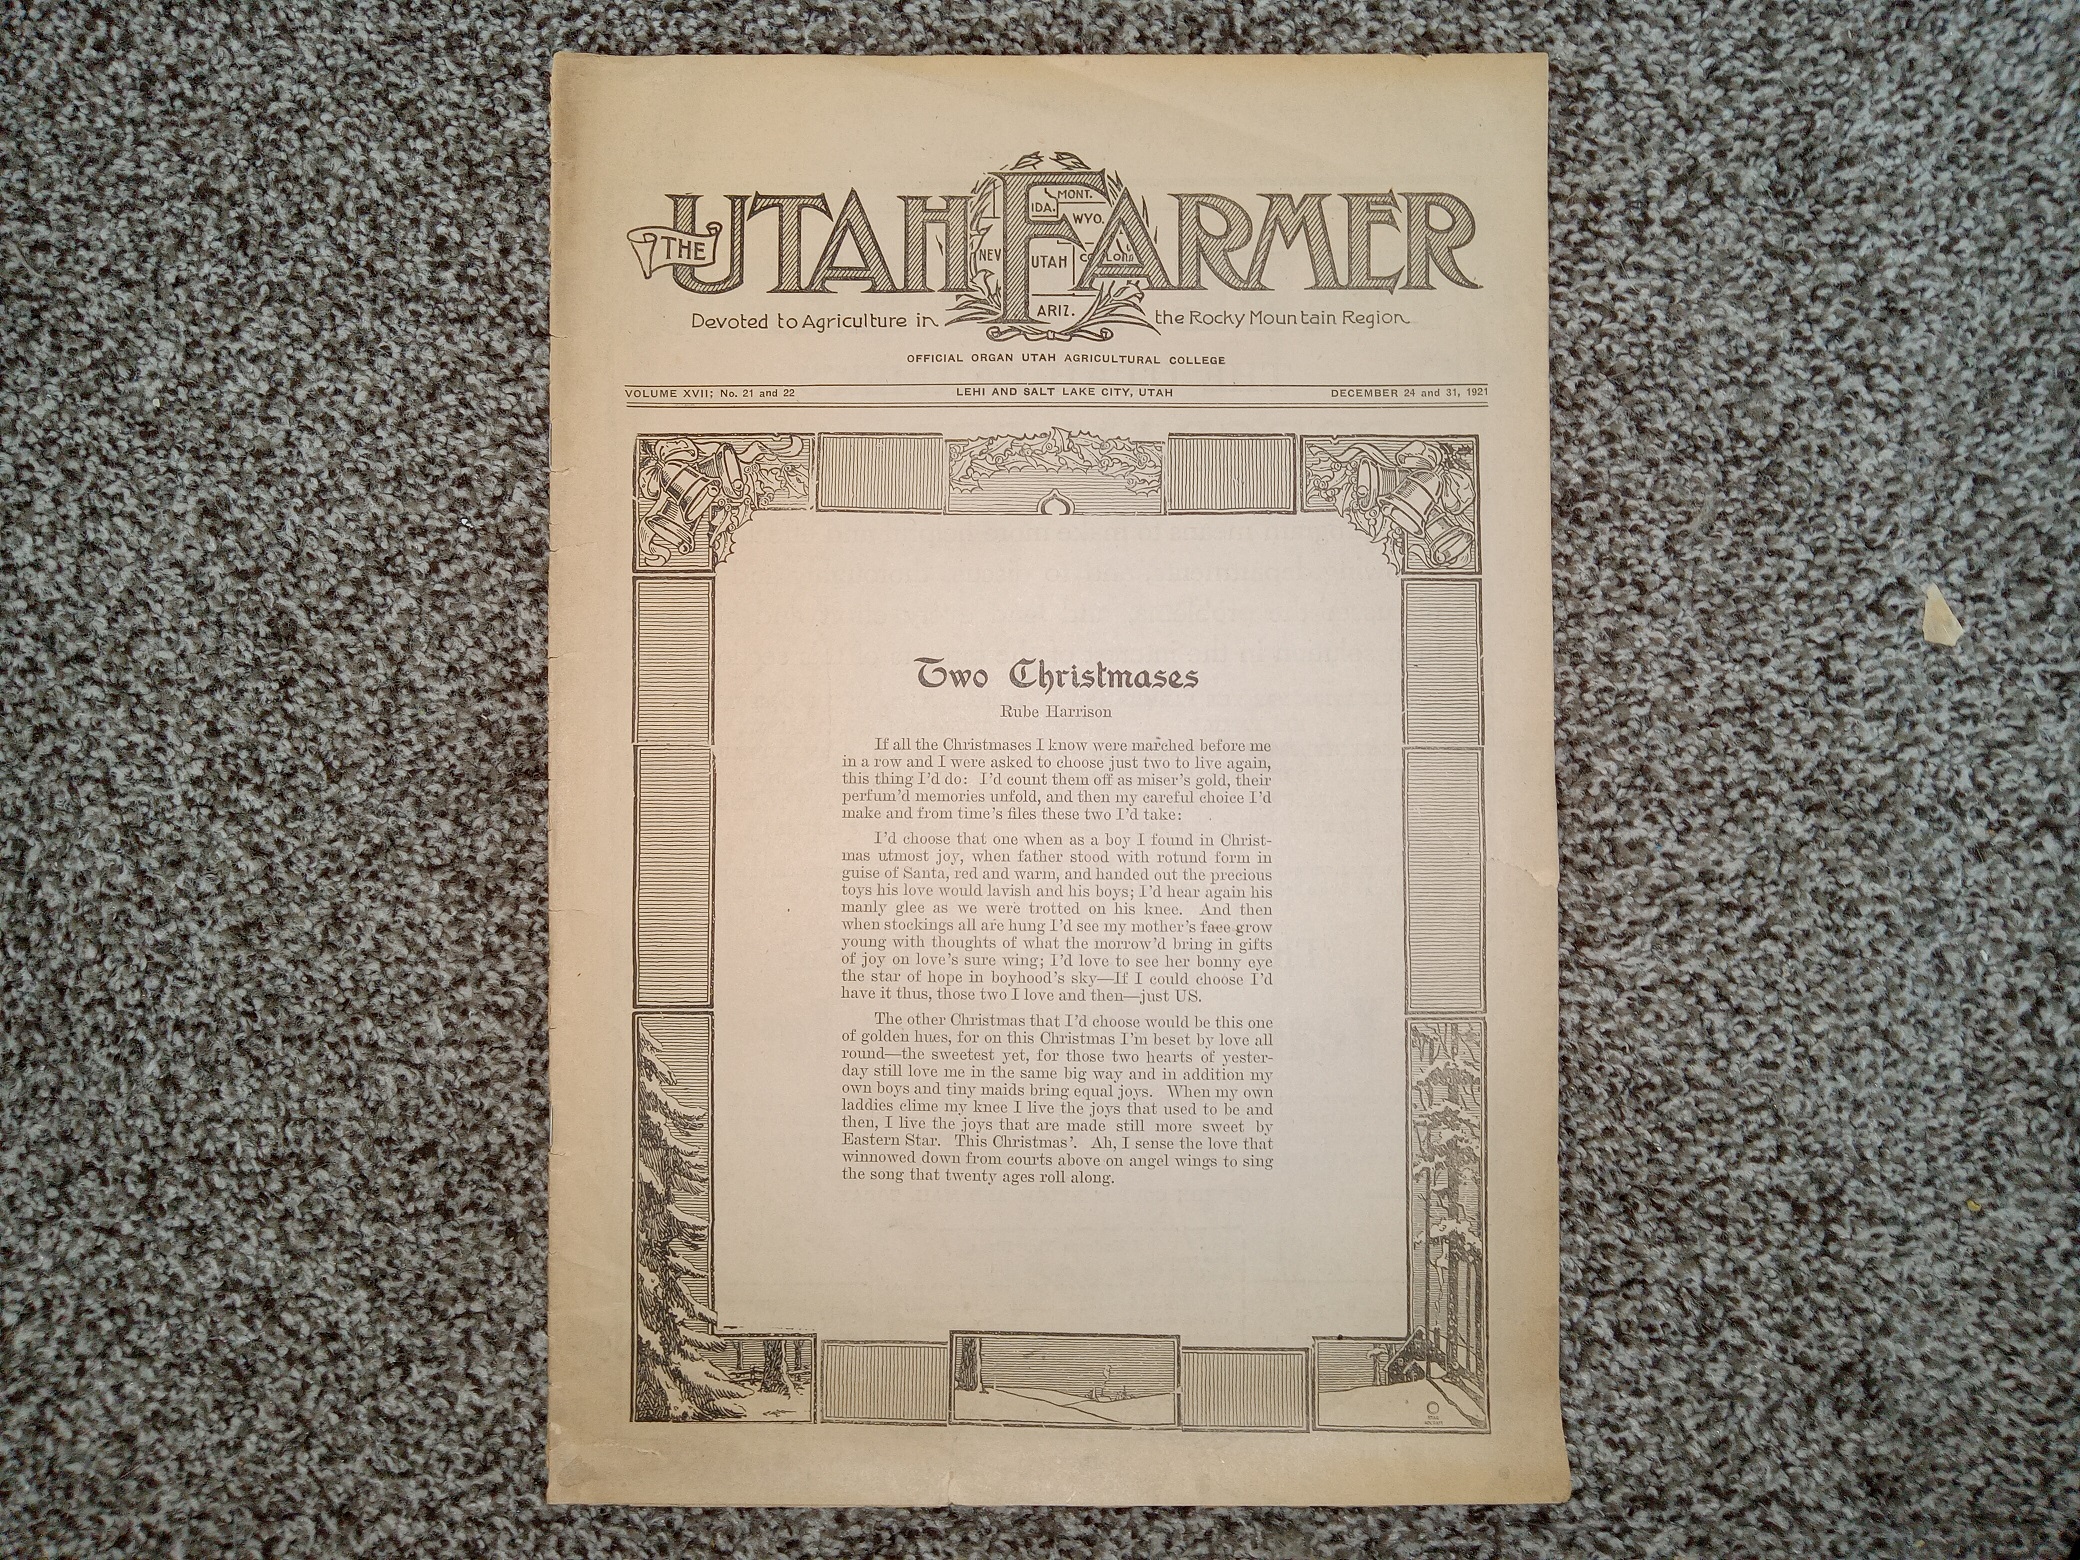 THE UTAH FARMER
IDA. MONT.
WYO.
NEV UTAH COLORA
ARIZ.
Devoted to Agriculture in the Rocky Mountain Region
OFFICIAL ORGAN UTAH AGRICULTURAL COLLEGE
VOLUME XVII; No. 21 and 22 LEHI AND SALT LAKE CITY, UTAH DECEMBER 24 and 31, 1921
Two Christmases
Rube Harrison
If all the Christmases I know were marched before me
in a row and I were asked to choose just two to live again,
this thing I'd do: I'd count them off as miser's gold, their
perfum'd memories unfold, and then my careful choice I'd
make and from time's files these two I'd take:
I'd choose that one when as a boy I found in Christ-
mas utmost joy, when father stood with rotund form in
guise of Santa, red and warm, and handed out the precious
toys his love would lavish and his boys; I'd hear again his
manly glee as we were trotted on his knee. And then
when stockings all are hung I'd see my mother's face grow
young with thoughts of what the morrow'd bring in gifts
of joy on love's sure wing; I'd love to see her bonny eye
the star of hope in boyhood's sky—If I could choose I'd
have it thus, those two I love and then—just US.
The other Christmas that I'd choose would be this one
of golden hues, for on this Christmas I'm beset by love all
round—the sweetest yet, for those two hearts of yester-
day still love me in the same big way and in addition my
own boys and tiny maids bring equal joys. When my own
laddies clime my knee I live the joys that used to be and
then, I live the joys that are made still more sweet by
Eastern Star. This Christmas'. Ah, I sense the love that
winnowed down from courts above on angel wings to sing
the song that twenty ages roll along.